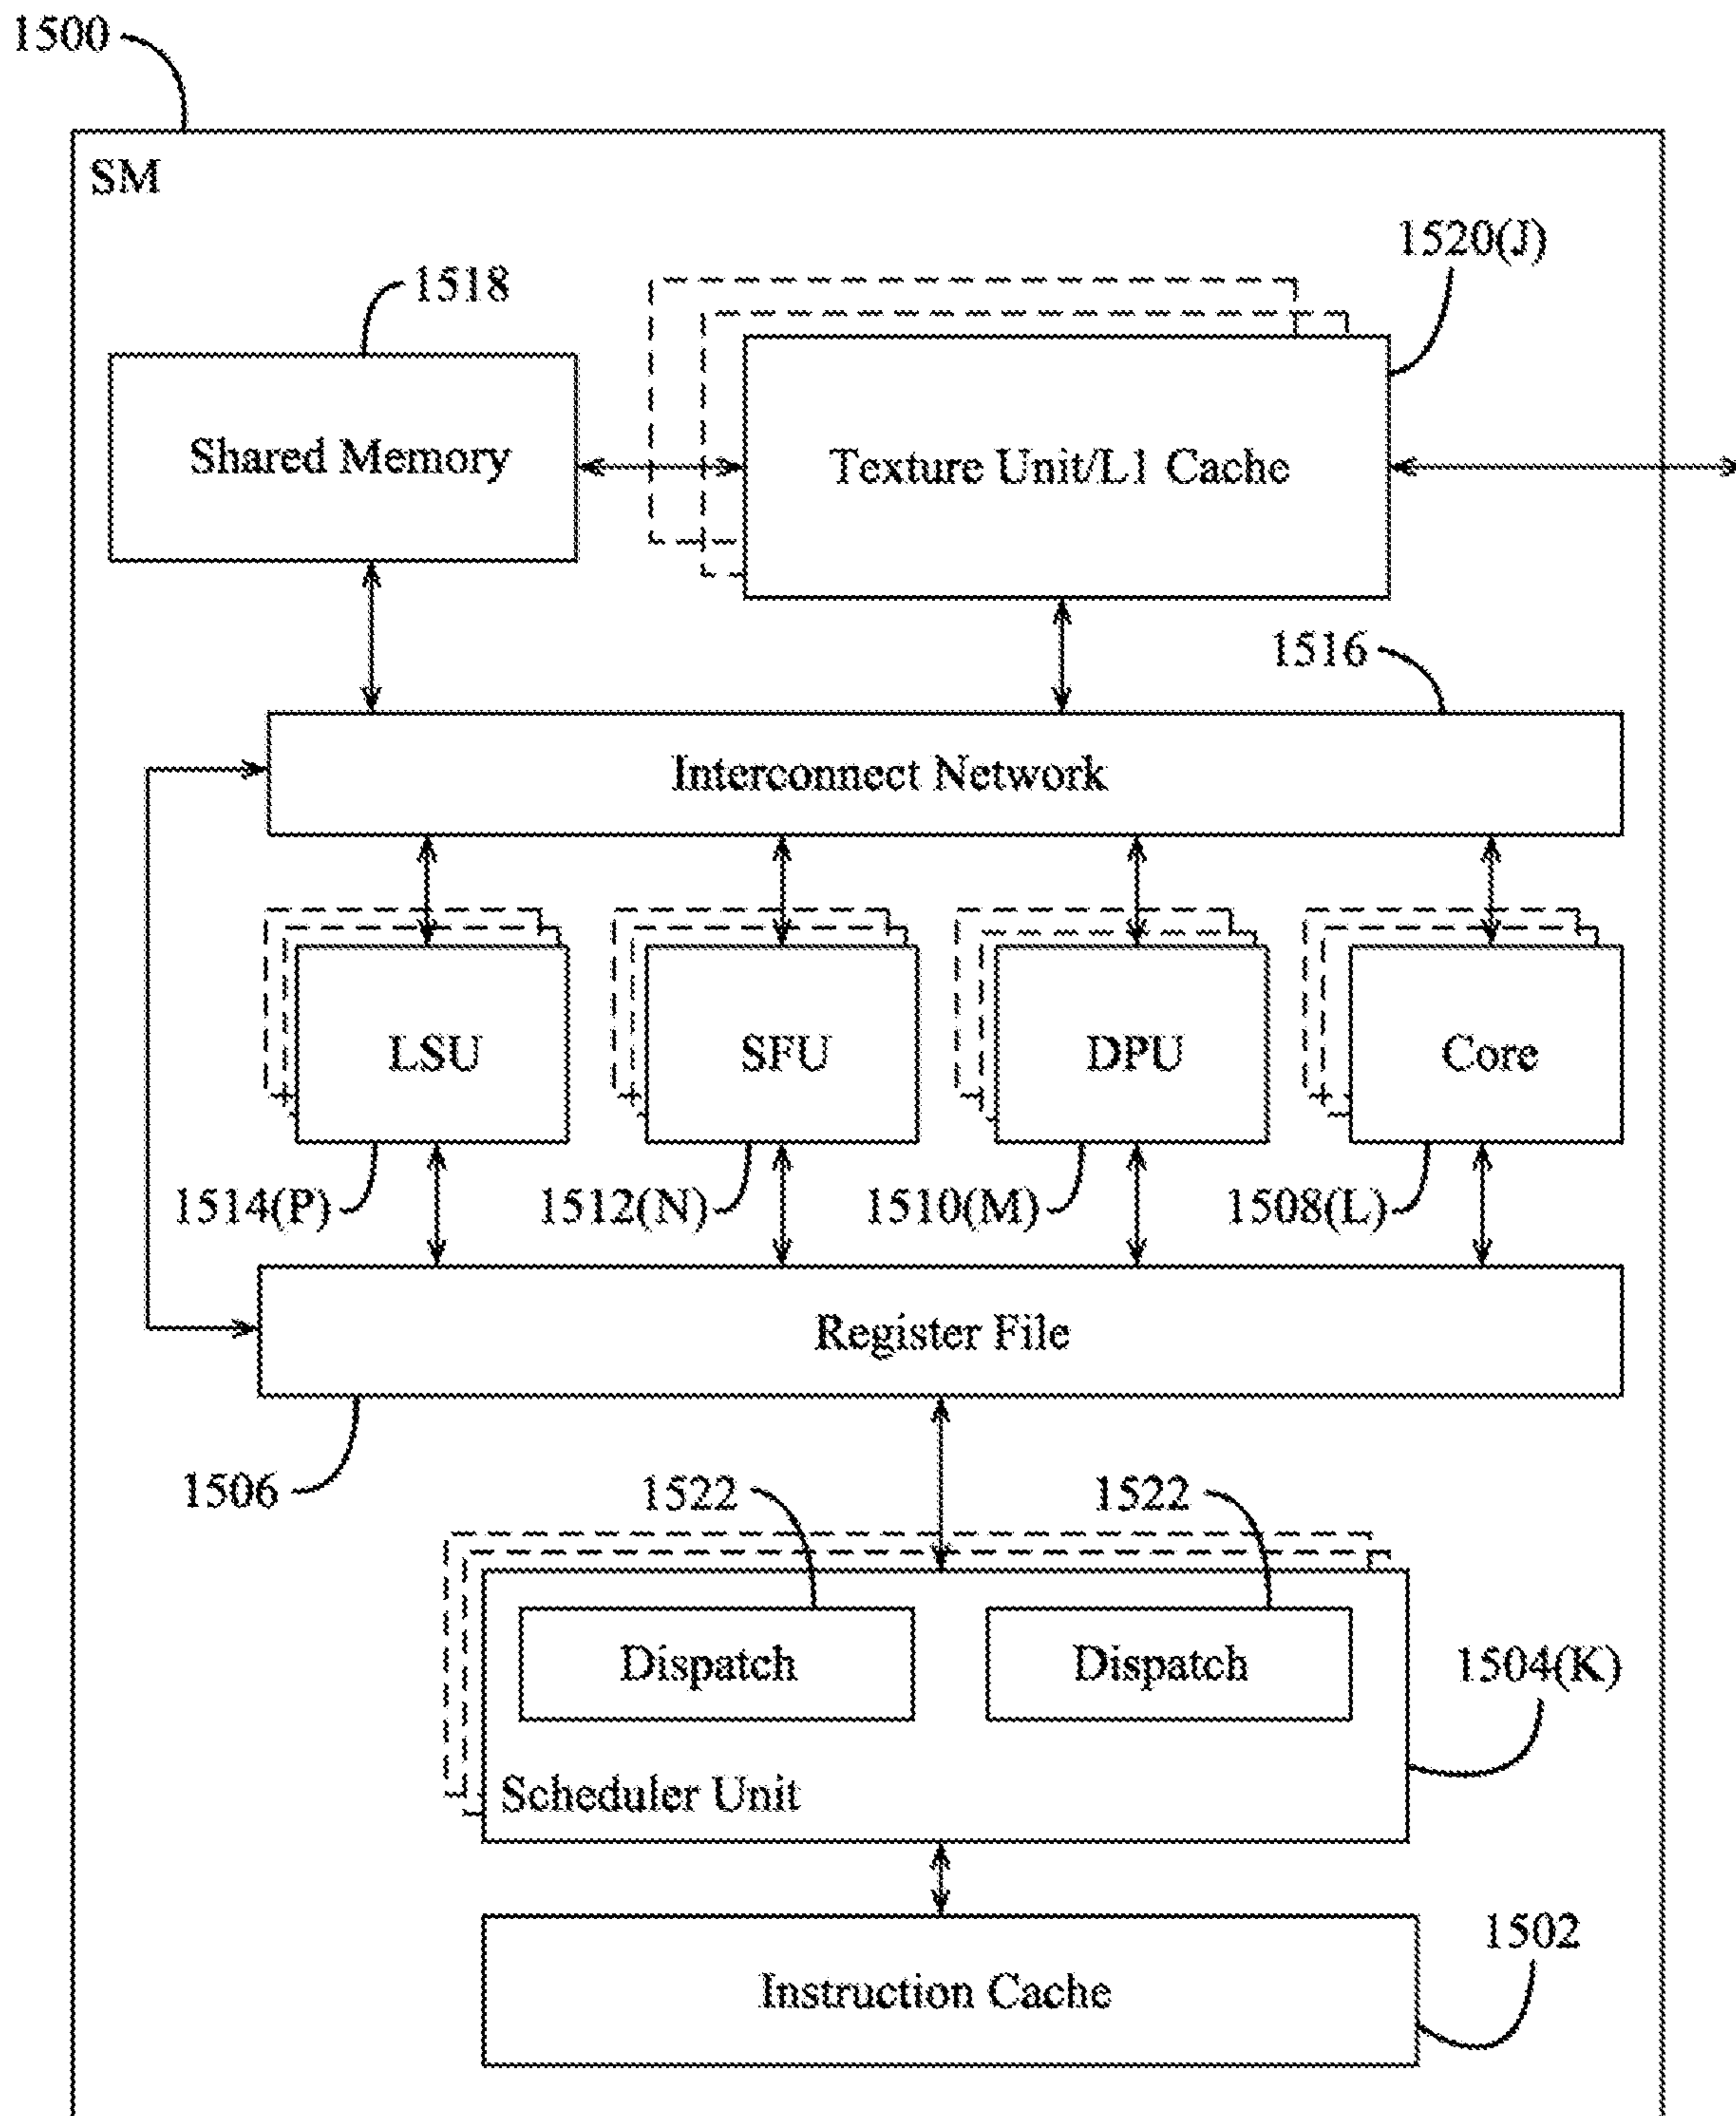 1500
SM
1520(J)
1518
Shared Memory
Texture Unit/L1 Cache
1516
Interconnect Network
LSU
SFU
DPU
Core
1514(P)
1512(N)
1510(M)
1508(L)
Register File
1506
1522
1522
Dispatch
Dispatch
1504(K)
Scheduler Unit
1502
Instruction Cache